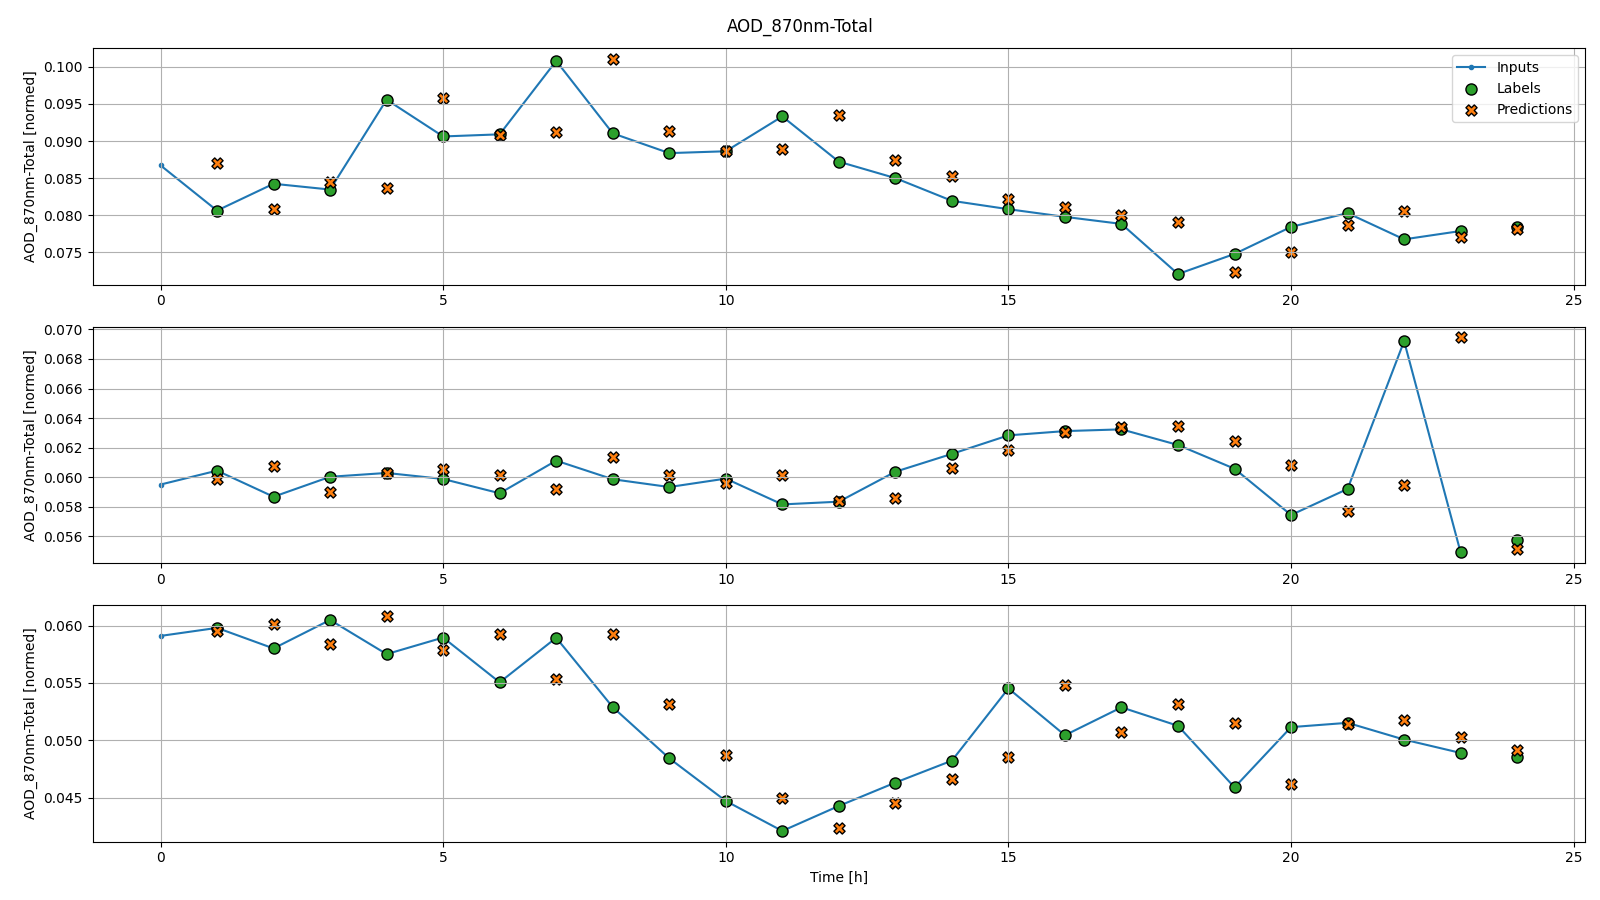 AOD_870nm-Total
AOD_870nm-Total [normed]
0.100
0.095
0.090
0.085
0.080
0.075
Inputs
Labels
Predictions
0 5 10 15 20 25
AOD_870nm-Total [normed]
0.070
0.068
0.066
0.064
0.062
0.060
0.058
0.056
0 5 10 15 20 25
AOD_870nm-Total [normed]
0.060
0.055
0.050
0.045
0 5 10 15 20 25
Time [h]